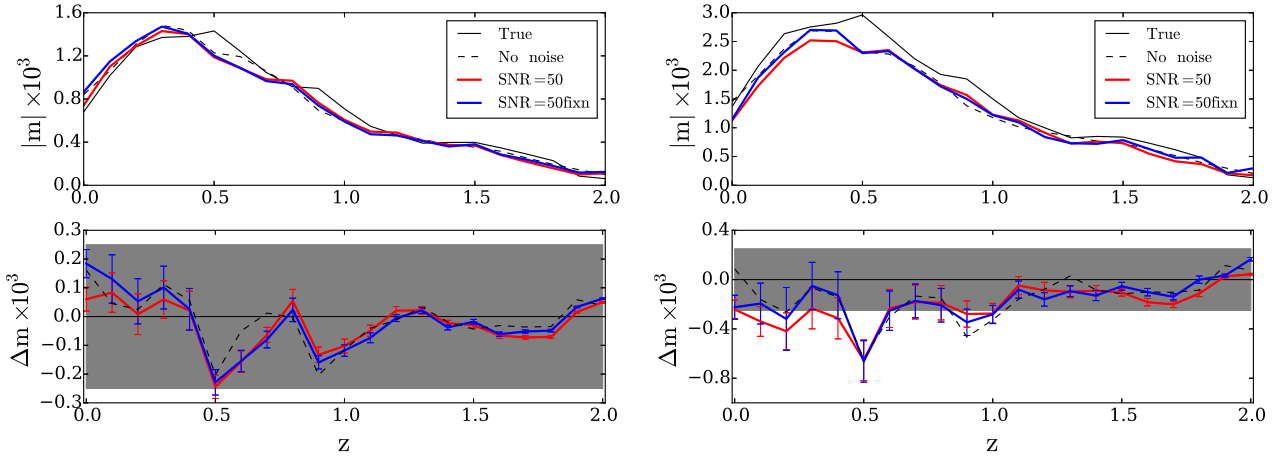 |m| ×10³
1.6
1.2
0.8
0.4
0.0
0.0 0.5 1.0 1.5 2.0
True
No noise
SNR=50
SNR=50fixn
|m| ×10³
3.0
2.5
2.0
1.5
1.0
0.5
0.0
0.0 0.5 1.0 1.5 2.0
True
No noise
SNR=50
SNR=50fixn
Δm ×10³
0.3
0.2
0.1
0.0
−0.1
−0.2
−0.3
0.0 0.5 1.0 1.5 2.0
z
Δm ×10³
0.4
0.0
−0.4
−0.8
0.0 0.5 1.0 1.5 2.0
z